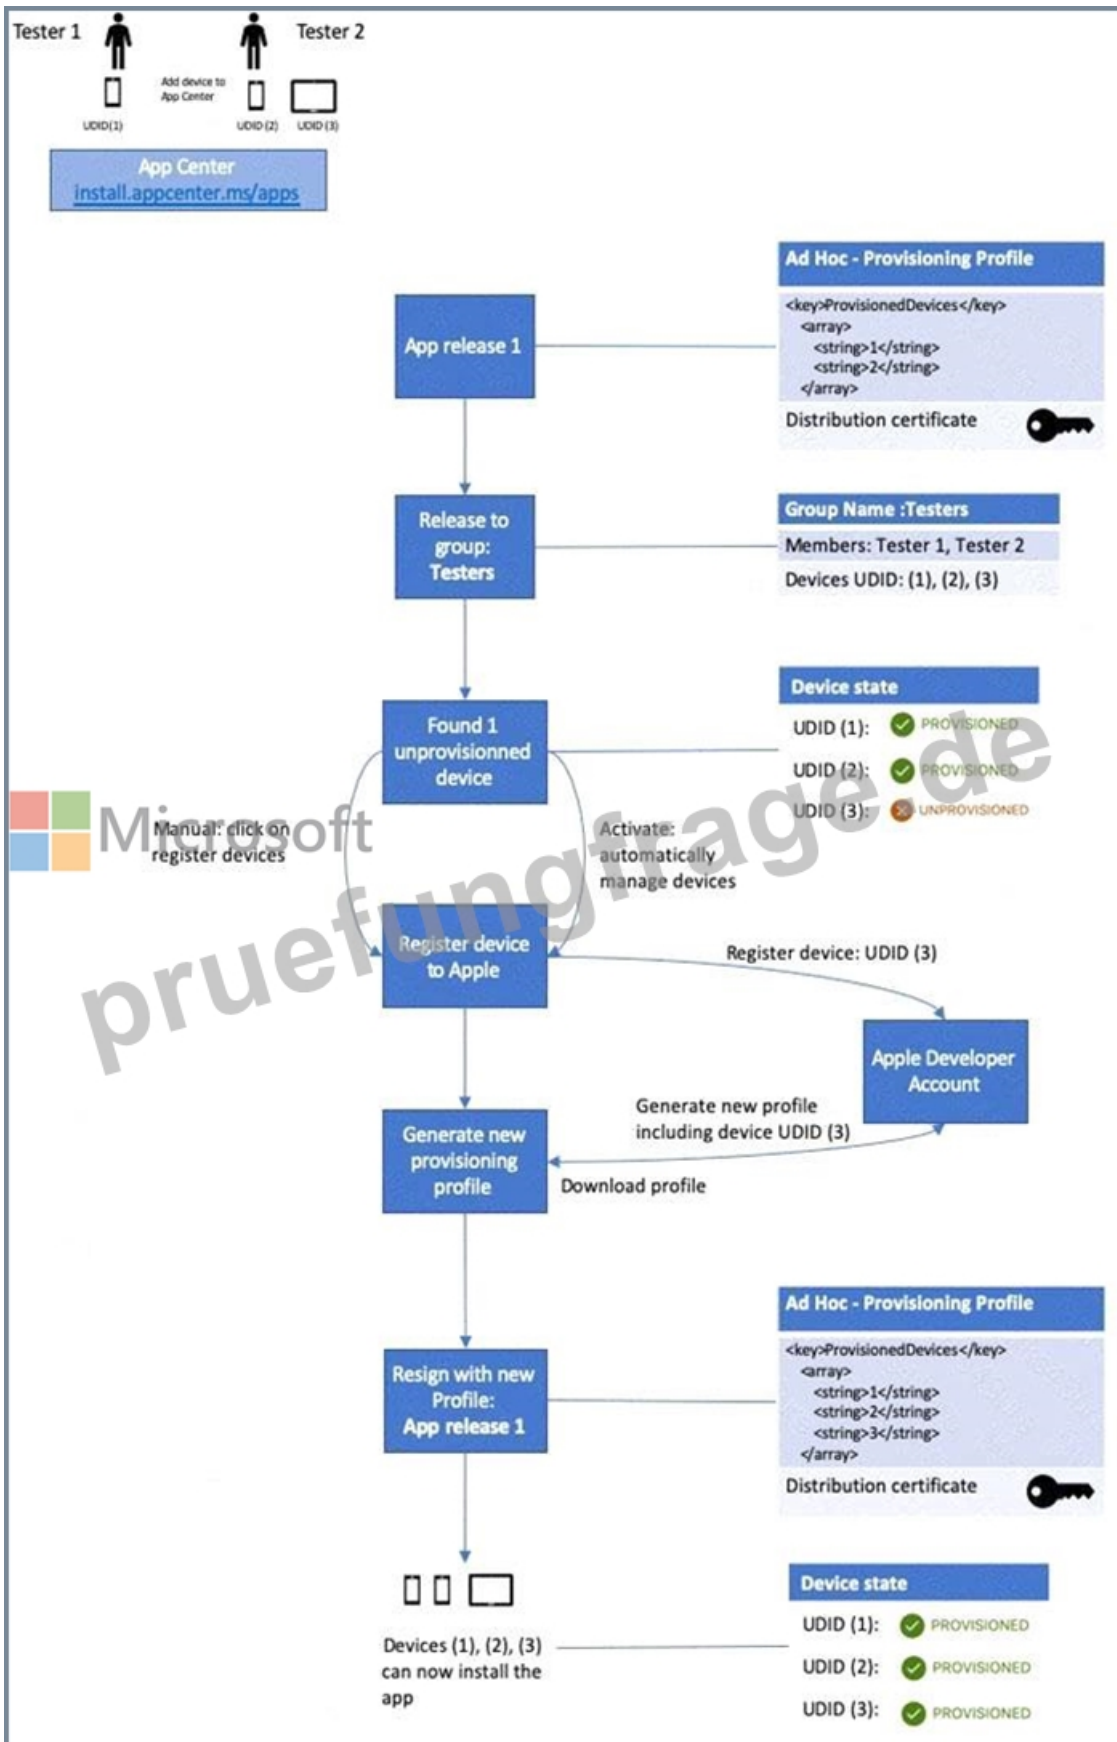 Tester 1
Tester 2
Add device to
App Center
UDID(1)
UDID (2)
UDID (3)
App Center
install.appcenter.ms/apps
Ad Hoc - Provisioning Profile
<key>ProvisionedDevices</key>
<array>
<string>1</string>
<string>2</string>
</array>
Distribution certificate
App release 1
Release to
group:
Testers
Group Name :Testers
Members: Tester 1, Tester 2
Devices UDID: (1), (2), (3)
Found 1
unprovisionned
device
Device state
UDID (1): PROVISIONED
UDID (2): PROVISIONED
UDID (3): UNPROVISIONED
Microsoft
Manual: click on
register devices
Activate:
automatically
manage devices
pruefungfrage.de
Register device
to Apple
Register device: UDID (3)
Apple Developer
Account
Generate new profile
including device UDID (3)
Download profile
Generate new
provisioning
profile
Ad Hoc - Provisioning Profile
<key>ProvisionedDevices</key>
<array>
<string>1</string>
<string>2</string>
<string>3</string>
</array>
Distribution certificate
Resign with new
Profile:
App release 1
Devices (1), (2), (3)
can now install the
app
Device state
UDID (1): PROVISIONED
UDID (2): PROVISIONED
UDID (3): PROVISIONED